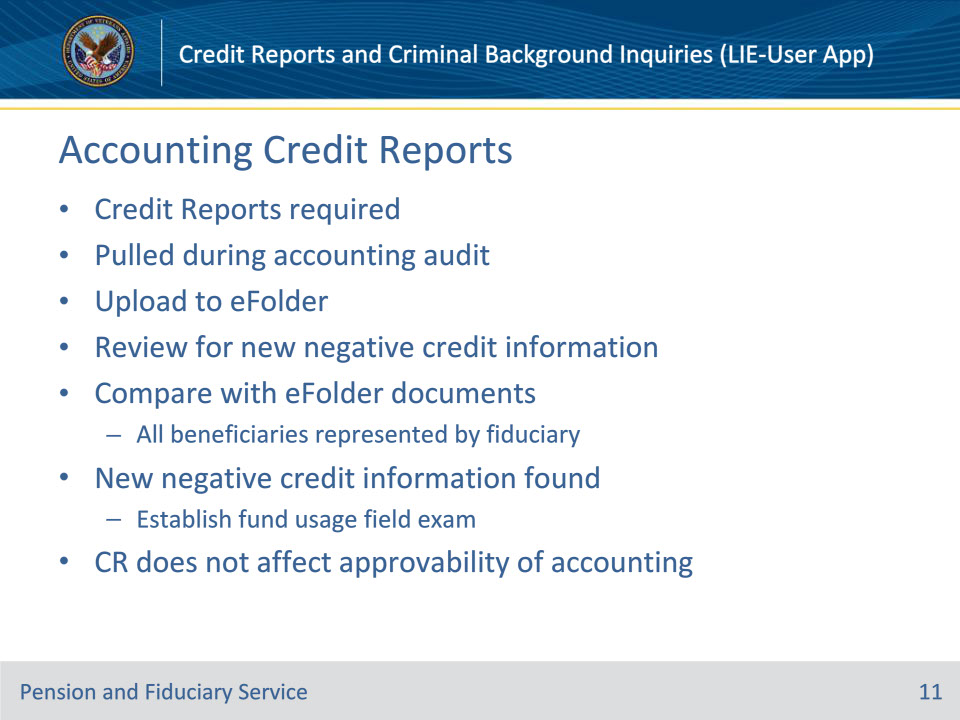 Credit Reports and Criminal Background Inquiries (LIE-User App)
Accounting Credit Reports
• Credit Reports required
• Pulled during accounting audit
• Upload to eFolder
• Review for new negative credit information
• Compare with eFolder documents
– All beneficiaries represented by fiduciary
• New negative credit information found
– Establish fund usage field exam
• CR does not affect approvability of accounting
Pension and Fiduciary Service
11